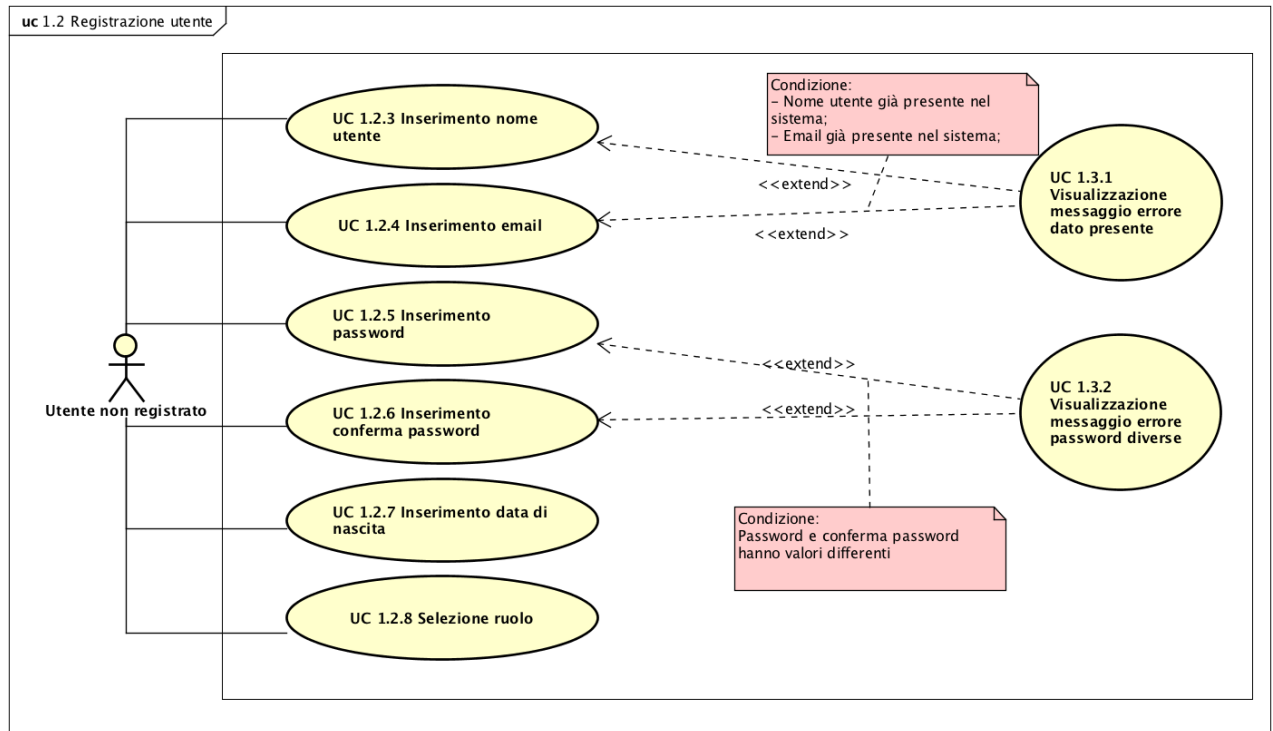 uc 1.2 Registrazione utente
Condizione:
- Nome utente già presente nel
sistema;
- Email già presente nel sistema;
UC 1.2.3 Inserimento nome
utente
<<extend>>
UC 1.3.1
Visualizzazione
messaggio errore
dato presente
UC 1.2.4 Inserimento email
<<extend>>
UC 1.2.5 Inserimento
password
<<extend>>
UC 1.3.2
Visualizzazione
messaggio errore
password diverse
Utente non registrato
UC 1.2.6 Inserimento
conferma password
<<extend>>
UC 1.2.7 Inserimento data di
nascita
Condizione:
Password e conferma password
hanno valori differenti
UC 1.2.8 Selezione ruolo